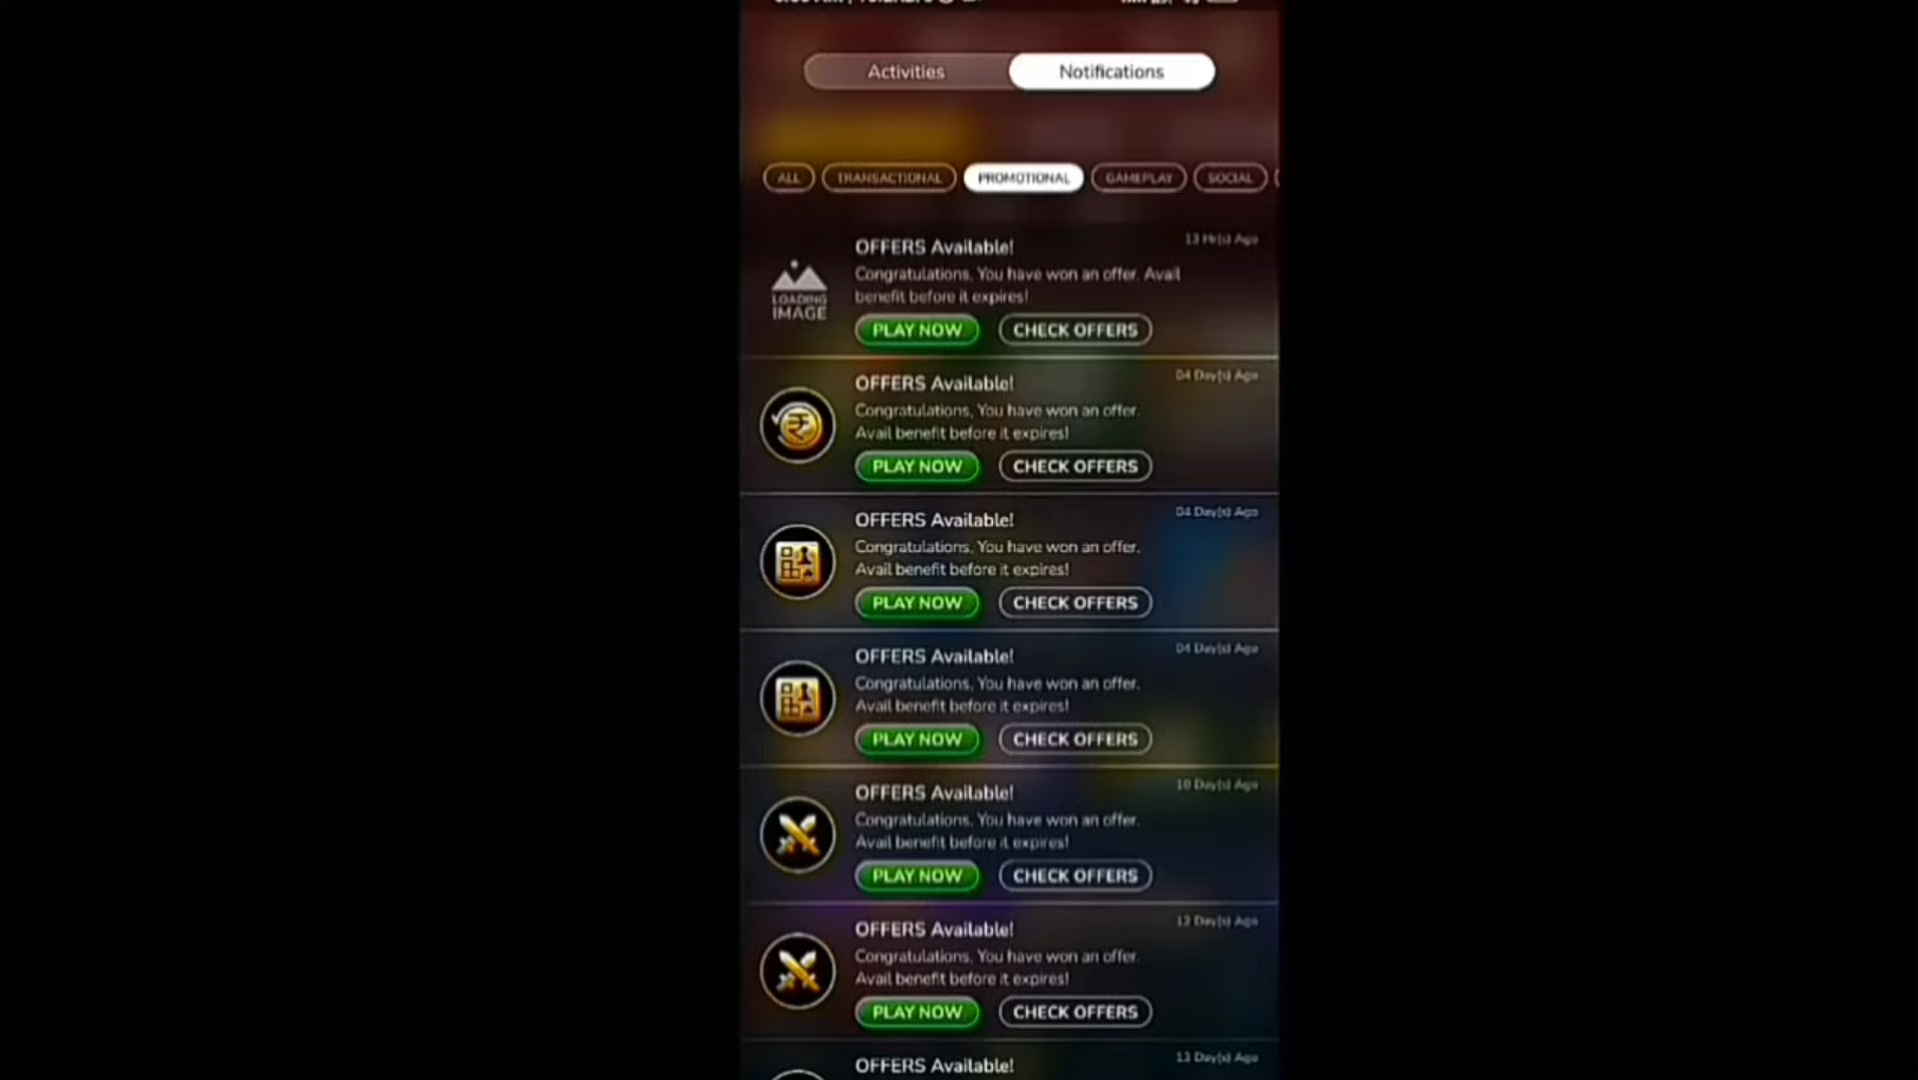 Activities Notifications
ALL TRANSACTIONAL PROMOTIONAL GAMEPLAY SOCIAL
OFFERS Available! 13 Hr(s) Ago
Congratulations, You have won an offer. Avail
benefit before it expires!
LOADING
IMAGE
PLAY NOW CHECK OFFERS
OFFERS Available! 04 Day(s) Ago
Congratulations, You have won an offer.
Avail benefit before it expires!
PLAY NOW CHECK OFFERS
OFFERS Available! 04 Day(s) Ago
Congratulations, You have won an offer.
Avail benefit before it expires!
PLAY NOW CHECK OFFERS
OFFERS Available! 04 Day(s) Ago
Congratulations, You have won an offer.
Avail benefit before it expires!
PLAY NOW CHECK OFFERS
OFFERS Available! 10 Day(s) Ago
Congratulations, You have won an offer.
Avail benefit before it expires!
PLAY NOW CHECK OFFERS
OFFERS Available! Day(s) Ago
Congratulations, You have won an offer.
Avail benefit before it expires!
PLAY NOW CHECK OFFERS
OFFERS Available! Day(s) Ago